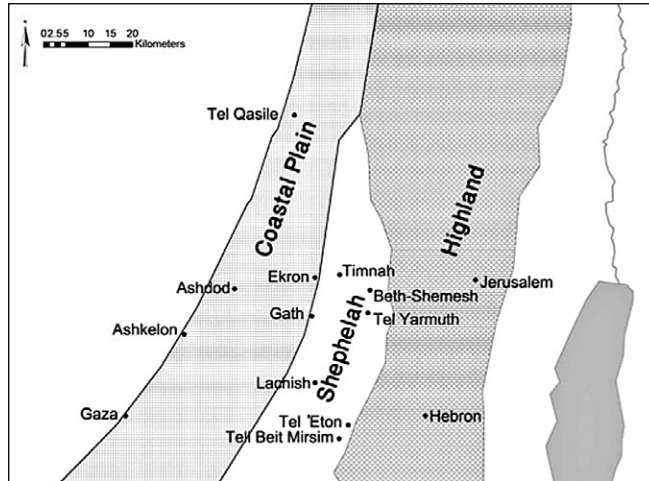 02.55 10 15 20
Kilometers
Tel Qasile
Coastal Plain
Highland
Ekron
Timnah
Jerusalem
Ashdod
Beth-Shemesh
Gath
Tel Yarmuth
Ashkelon
Shephelah
Lachish
Gaza
Hebron
Tel 'Eton
Tell Beit Mirsim